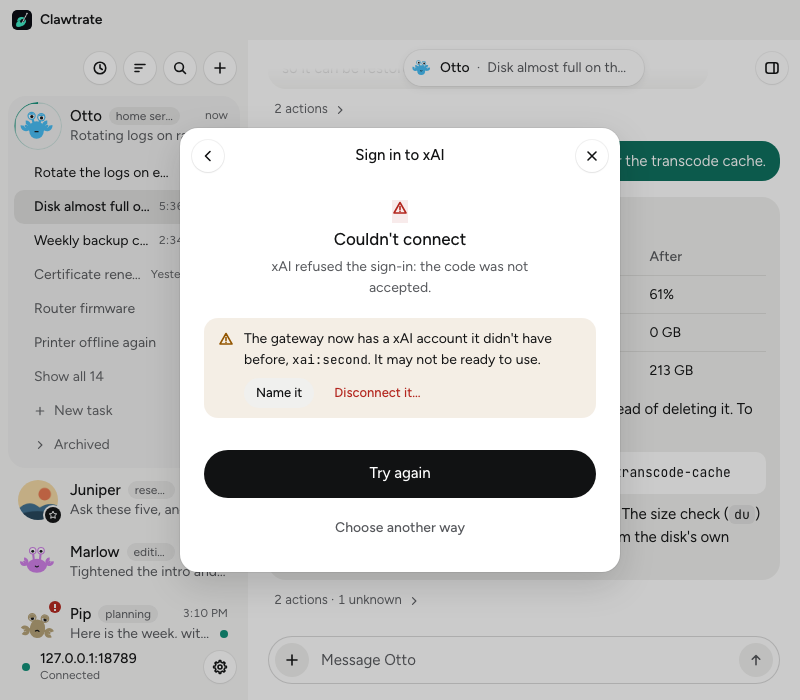 Clawtrate
Otto · Disk almost full on th...
Otto home ser... now
Rotating logs on ra
2 actions
Rotate the logs on e...
Disk almost full o... 5:36
Weekly backup c... 2:34
Certificate rene... Yeste
Router firmware
Printer offline again
Show all 14
+ New task
Archived
Juniper rese...
Ask these five, an
Marlow editi...
Tightened the intro and...
Pip planning 3:10 PM
Here is the week. wit...
127.0.0.1:18789
Connected
Sign in to xAI
Couldn't connect
xAI refused the sign-in: the code was not
accepted.
The gateway now has a xAI account it didn't have
before, xai:second. It may not be ready to use.
Name it Disconnect it...
Try again
Choose another way
the transcode cache.
After
61%
0 GB
213 GB
ead of deleting it. To
transcode-cache
The size check ( du )
m the disk's own
2 actions · 1 unknown
Message Otto